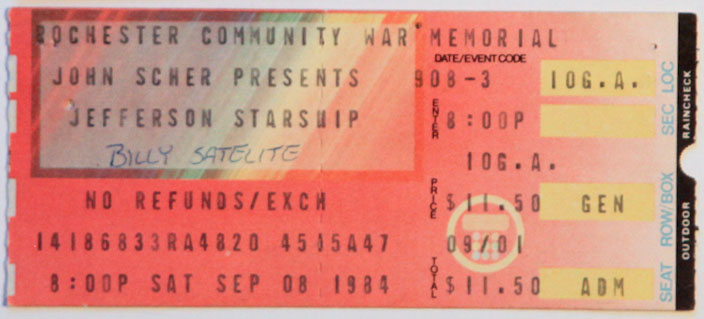 ROCHESTER COMMUNITY WAR MEMORIAL
DATE/EVENT CODE
JOHN SCHER PRESENTS 908-3 10G.A.
JEFFERSON STARSHIP ENTER 8:00P
BILLY SATELITE 10G.A.
NO REFUNDS/EXCH PRICE $11.50 GEN
14186833RA4820 4515A47 09/01
8:00P SAT SEP 08 1984 TOTAL $11.50 ADM
SEAT ROW/BOX SEC LOC
OUTDOOR RAINCHECK